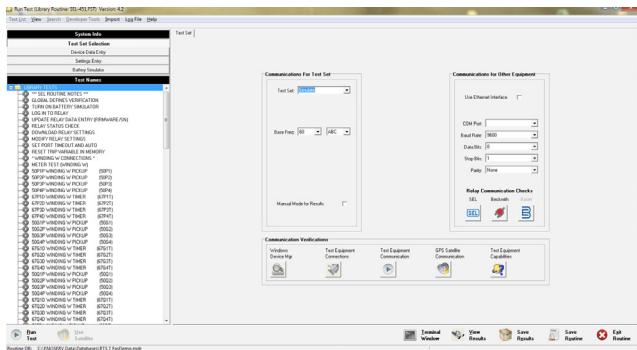 Run Test (Library Routine: SEL-451.FST) Version: 4.2
Test List View Search Developer Tools Import Log File Help
System Info
Test Set Selection
Device Data Entry
Settings Entry
Battery Simulator
Test Names
LIBRARY TESTS
** SEL ROUTINE NOTES **
GLOBAL DEFINES VERIFICATION
TURN ON BATTERY SIMULATOR
LOG IN TO RELAY
UPDATE RELAY DATA ENTRY (FIRMWARE/SN)
RELAY STATUS CHECK
DOWNLOAD RELAY SETTINGS
MODIFY RELAY SETTINGS
SET PORT TIMEOUT AND AUTO
RESET TRIP VARIABLE IN MEMORY
* WINDING W CONNECTIONS *
METER TEST (WINDING W)
50P1P WINDING W PICKUP (50P1)
50P2P WINDING W PICKUP (50P2)
50P3P WINDING W PICKUP (50P3)
50P4P WINDING W PICKUP (50P4)
67P1D WINDING W TIMER (67P1T)
67P2D WINDING W TIMER (67P2T)
67P3D WINDING W TIMER (67P3T)
67P4D WINDING W TIMER (67P4T)
50G1P WINDING W PICKUP (50G1)
50G2P WINDING W PICKUP (50G2)
50G3P WINDING W PICKUP (50G3)
50G4P WINDING W PICKUP (50G4)
67G1D WINDING W TIMER (67G1T)
67G2D WINDING W TIMER (67G2T)
67G3D WINDING W TIMER (67G3T)
67G4D WINDING W TIMER (67G4T)
50Q1P WINDING W PICKUP (50Q1)
50Q2P WINDING W PICKUP (50Q2)
50Q3P WINDING W PICKUP (50Q3)
50Q4P WINDING W PICKUP (50Q4)
67Q1D WINDING W TIMER (67Q1T)
67Q2D WINDING W TIMER (67Q2T)
67Q3D WINDING W TIMER (67Q3T)
67Q4D WINDING W TIMER (67Q4T)
Test Set
Communications For Test Set
Test Set:
Base Freq: 60 ABC
Manual Mode for Results
Communications for Other Equipment
Use Ethernet Interface
COM Port:
Baud Rate: 9600
Data Bits: 8
Stop Bits: 1
Parity: None
Relay Communication Checks
SEL Beckwith
SEL
Communication Verifications
Windows Device Mgr
Test Equipment Connections
Test Equipment Communication
GPS Satellite Communication
Test Equipment Capabilities
Run Test
Use Satellite
Terminal Window
View Results
Save Results
Save Routine
Exit Routine